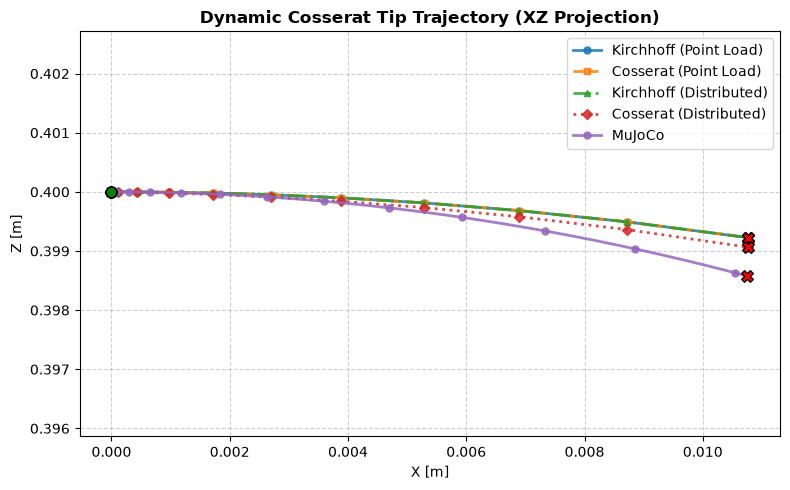 Dynamic Cosserat Tip Trajectory (XZ Projection)
Kirchhoff (Point Load)
Cosserat (Point Load)
Kirchhoff (Distributed)
Cosserat (Distributed)
MuJoCo
Z [m]
0.402
0.401
0.400
0.399
0.398
0.397
0.396
0.000 0.002 0.004 0.006 0.008 0.010
X [m]